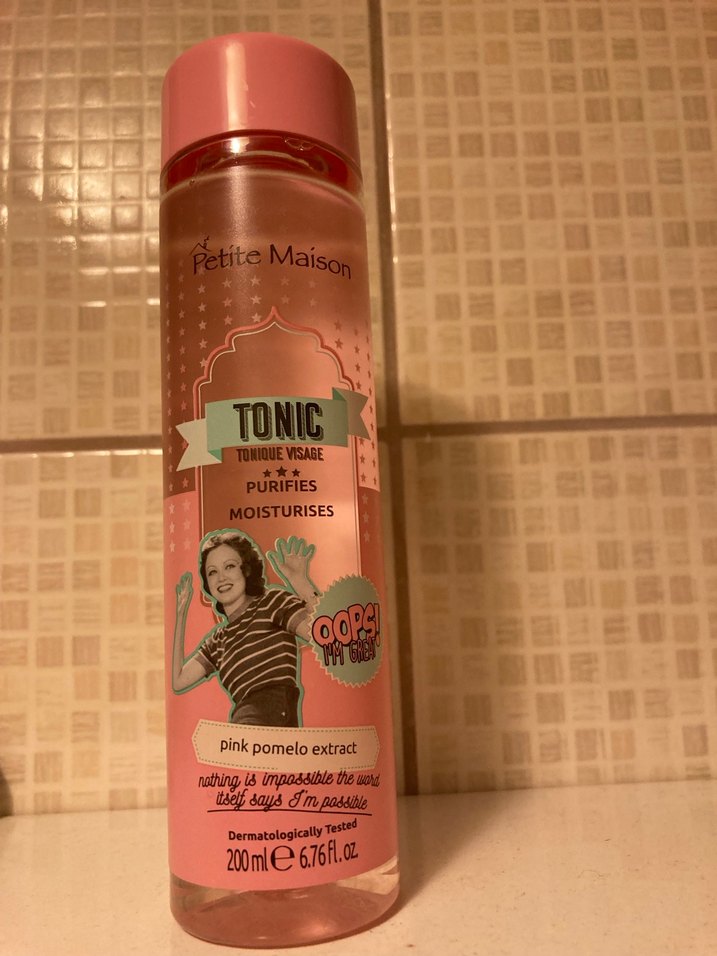 Petite Maison
TONIC
TONIQUE VISAGE
PURIFIES
MOISTURISES
OOPS!
I'M GREAT
pink pomelo extract
nothing is impossible the word
itself says I'm possible
Dermatologically Tested
200 ml e 6.76 fl. oz.